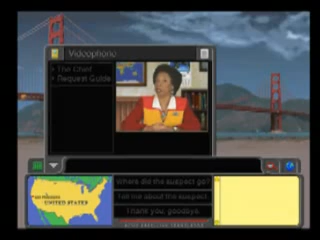 Videophone
The Chief
Request Guide
Where did the suspect go?
Tell me about the suspect.
Thank you, goodbye.
UNITED STATES